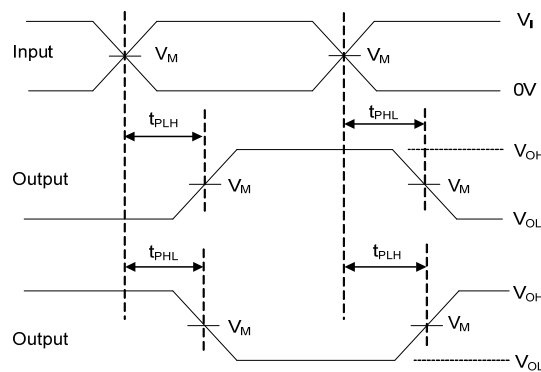 V_I
Input
V_M
V_M
0V
t_PLH
t_PHL
V_OH
Output
V_M
V_M
V_OL
t_PHL
t_PLH
V_OH
V_M
V_M
Output
V_OL